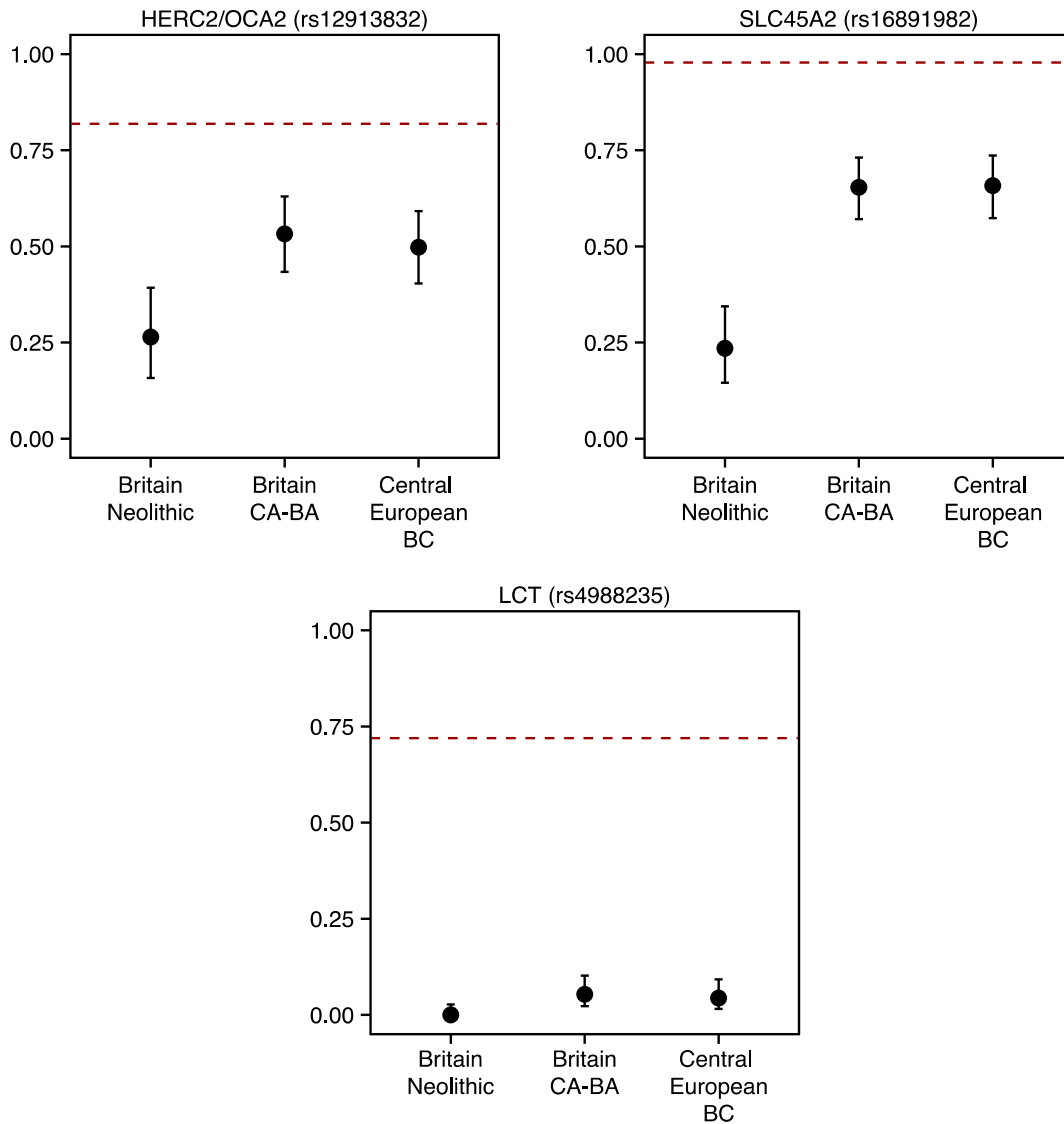 HERC2/OCA2 (rs12913832)
1.00
0.75
0.50
0.25
0.00
Britain
Neolithic
Britain
CA-BA
Central
European
BC
SLC45A2 (rs16891982)
1.00
0.75
0.50
0.25
0.00
Britain
Neolithic
Britain
CA-BA
Central
European
BC
LCT (rs4988235)
1.00
0.75
0.50
0.25
0.00
Britain
Neolithic
Britain
CA-BA
Central
European
BC